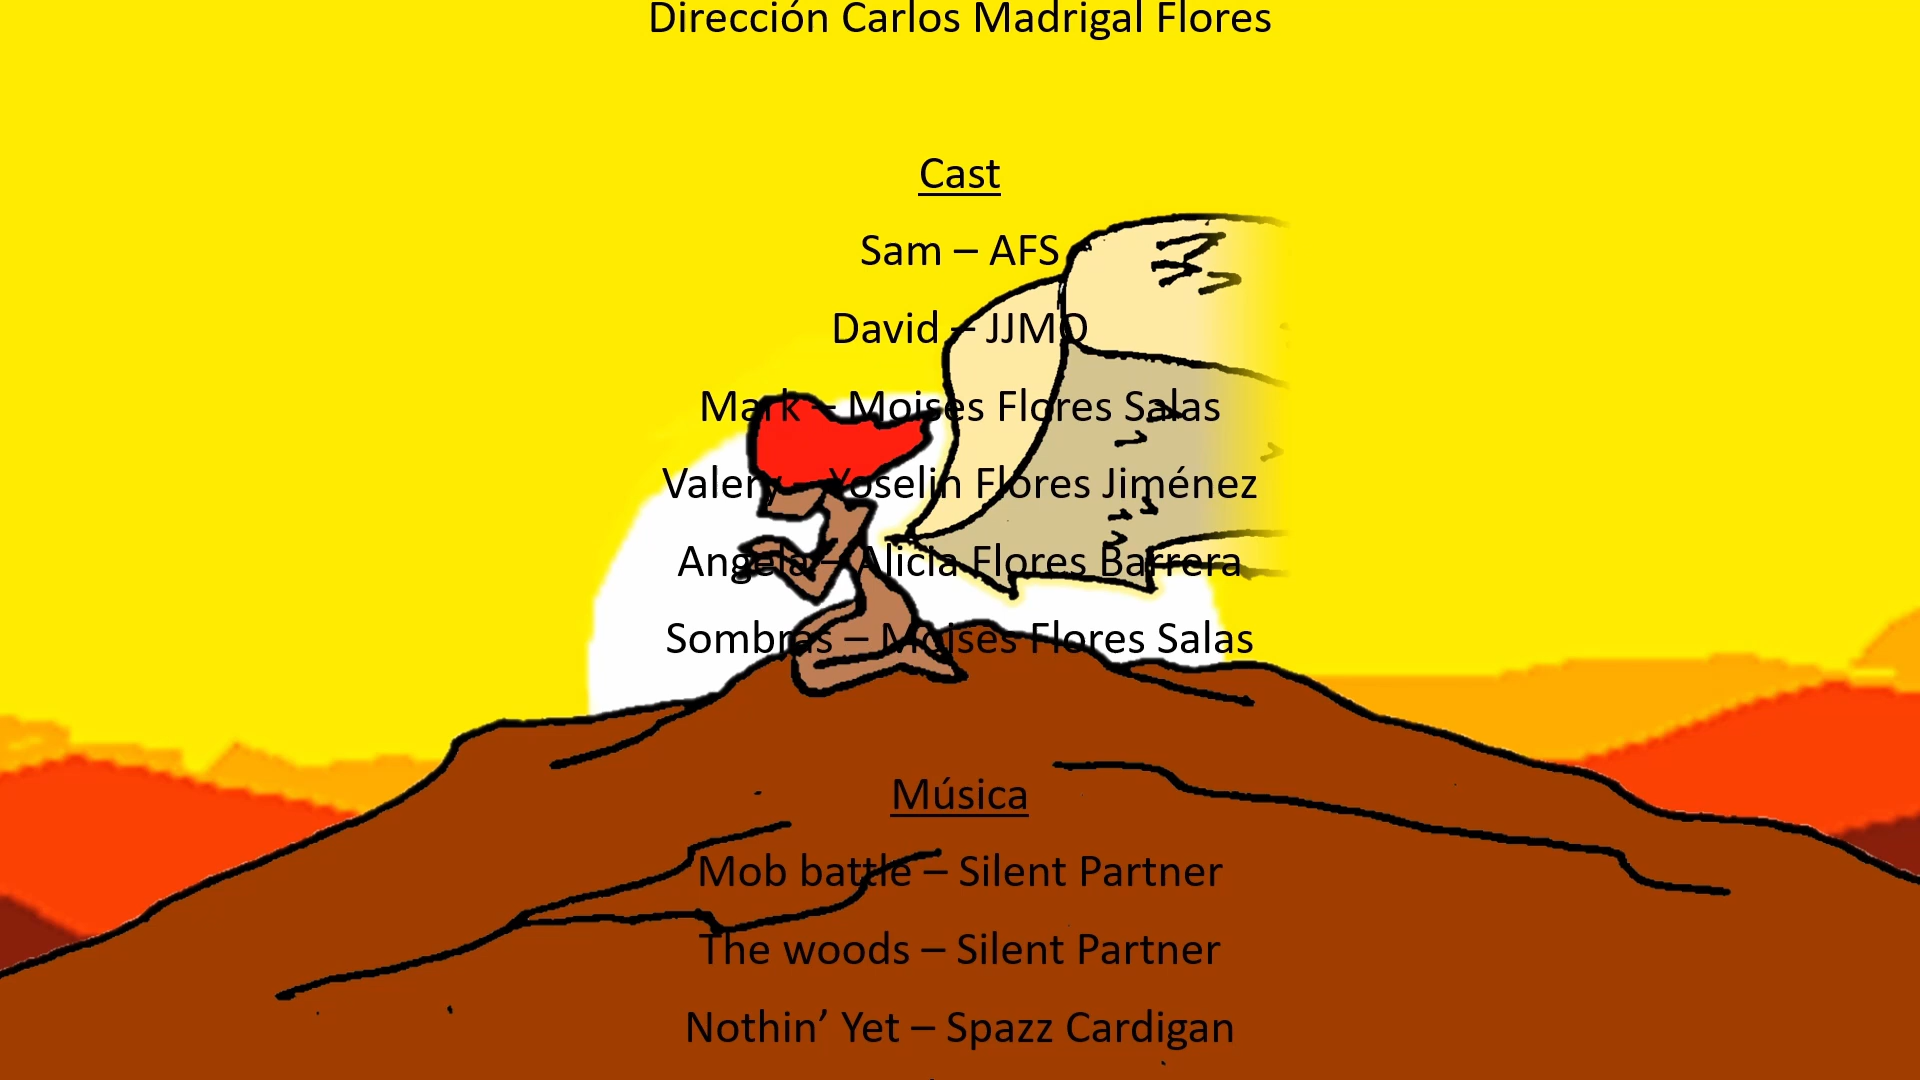 Dirección Carlos Madrigal Flores
Cast
Sam – AFS
David – JJMO
Mark – Moises Flores Salas
Valery – Yoselin Flores Jiménez
Angela – Alicia Flores Barrera
Sombras – Moises Flores Salas
Música
Mob battle – Silent Partner
The woods – Silent Partner
Nothin’ Yet – Spazz Cardigan